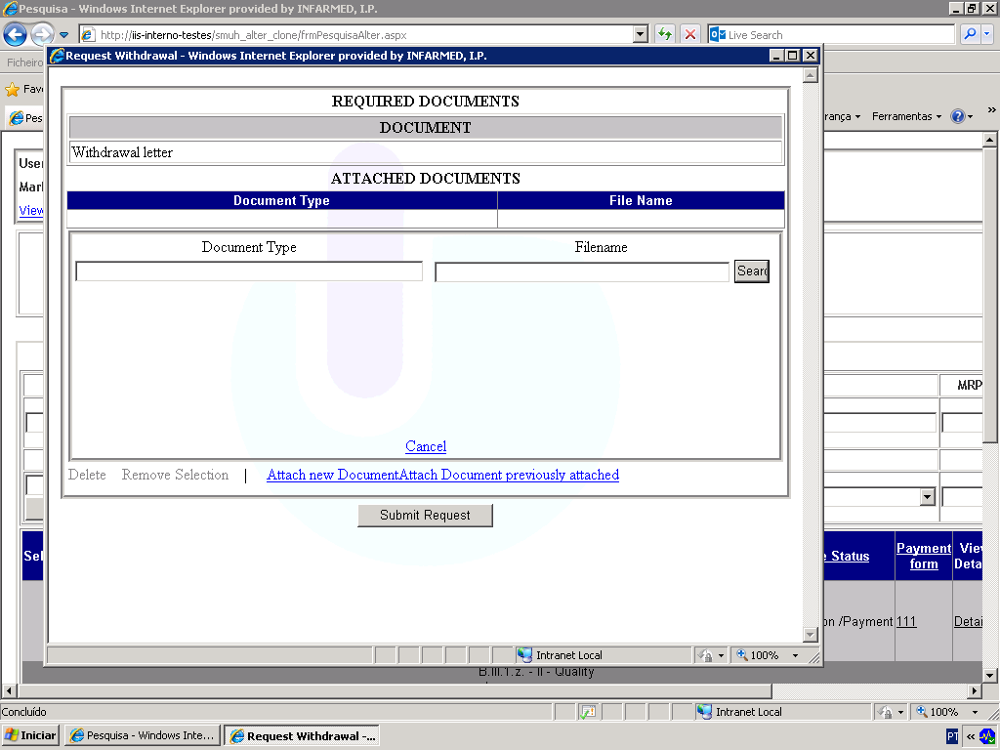 Pesquisa - Windows Internet Explorer provided by INFARMED, I.P.
http://iis-interno-testes/smuh_alter_clone/frmPesquisaAlter.aspx
Live Search
Ficheiro
Request Withdrawal - Windows Internet Explorer provided by INFARMED, I.P.
Favo
Pes
rança
Ferramentas
»
REQUIRED DOCUMENTS
DOCUMENT
Withdrawal letter
ATTACHED DOCUMENTS
Document Type File Name
Document Type Filename
Searc
Cancel
Delete Remove Selection | Attach new DocumentAttach Document previously attached
Submit Request
User
Mark
View
MRP
Sel
e Status
Payment form
View
Detai
on /Payment
111
Detai
Intranet Local
100%
B.III.1.z. - II - Quality
Concluído
Intranet Local
100%
Iniciar
Pesquisa - Windows Inte...
Request Withdrawal -...
PT
«